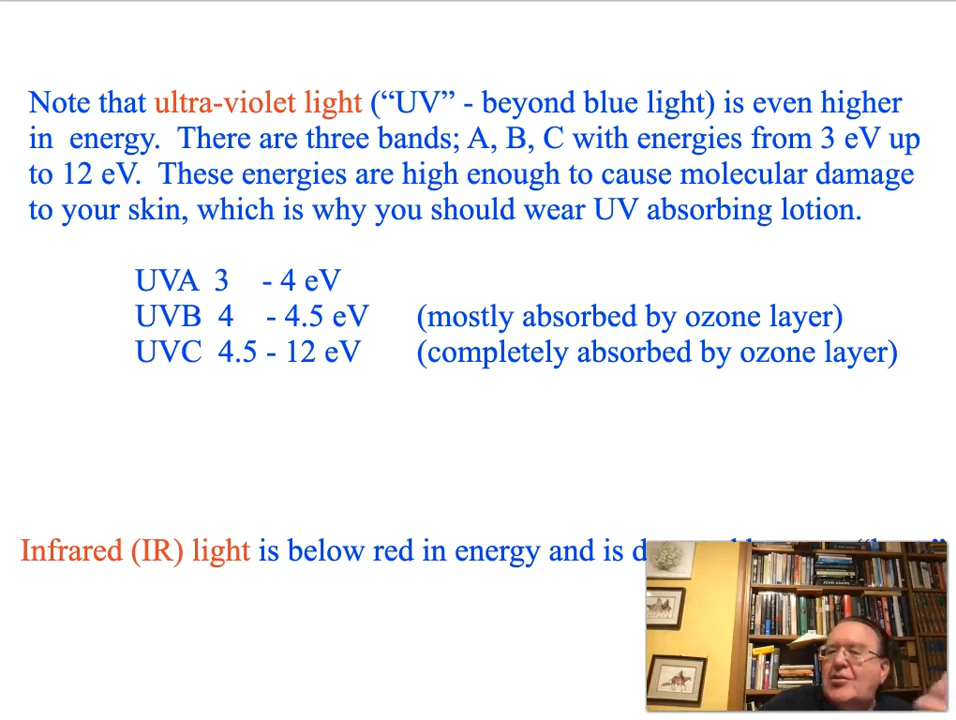 Note that ultra-violet light (“UV” - beyond blue light) is even higher
in energy. There are three bands; A, B, C with energies from 3 eV up
to 12 eV. These energies are high enough to cause molecular damage
to your skin, which is why you should wear UV absorbing lotion.
UVA 3 - 4 eV
UVB 4 - 4.5 eV (mostly absorbed by ozone layer)
UVC 4.5 - 12 eV (completely absorbed by ozone layer)
Infrared (IR) light is below red in energy and is